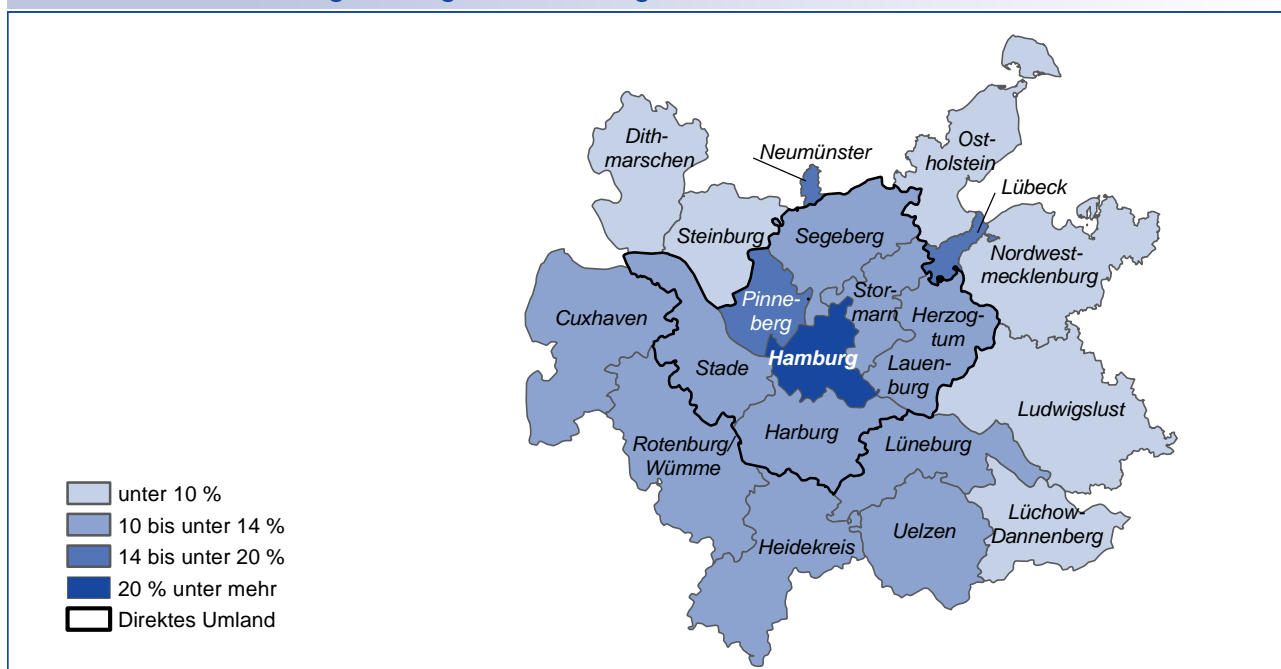 Dith-
marschen
Neumünster
Ost-
holstein
Lübeck
Steinburg
Segeberg
Nordwest-
mecklenburg
Pinne-
berg
Stor-
marn
Cuxhaven
Herzog-
tum
Hamburg
Stade
Lauen-
burg
Ludwigslust
Harburg
Lüneburg
Rotenburg/
Wümme
Lüchow-
Dannenberg
Uelzen
Heidekreis
unter 10 %
10 bis unter 14 %
14 bis unter 20 %
20 % unter mehr
Direktes Umland